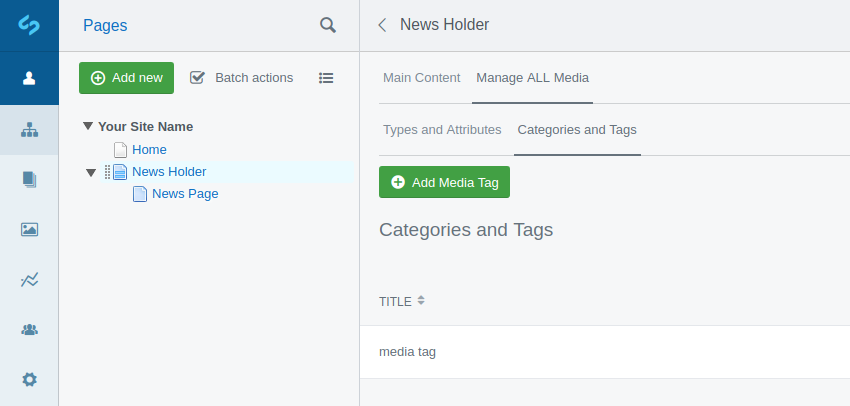 Pages
News Holder
Add new
Batch actions
Your Site Name
Home
News Holder
News Page
Main Content
Manage ALL Media
Types and Attributes
Categories and Tags
Add Media Tag
Categories and Tags
TITLE
media tag